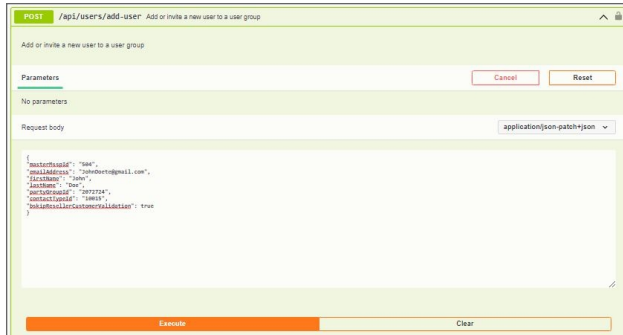 POST /api/users/add-user Add or invite a new user to a user group
Add or invite a new user to a user group
Parameters Cancel Reset
No parameters
Request body application/json-patch+json
{
"masterMsspId": "504",
"emailAddress": "JohnDoete@gmail.com",
"firstName": "John",
"lastName": "Doe",
"partyGroupId": "2072724",
"contactTypeId": "10015",
"bskipResellerCustomerValidation": true
}
Execute Clear